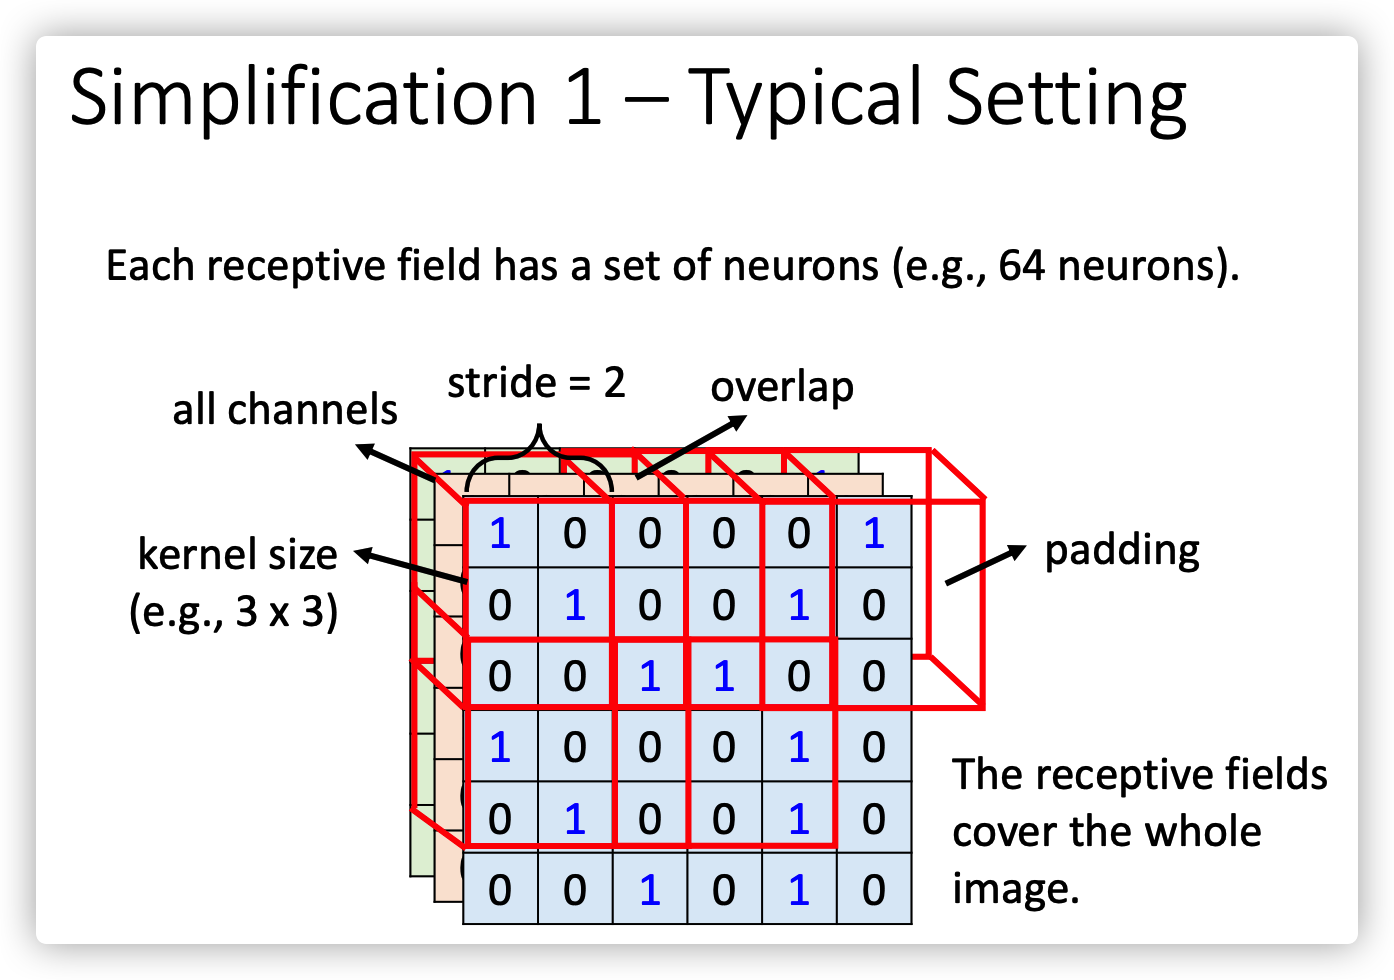 Simplification 1 – Typical Setting
Each receptive field has a set of neurons (e.g., 64 neurons).
stride = 2
overlap
all channels
kernel size
(e.g., 3 x 3)
padding
1 0 0 0 0 1
0 1 0 0 1 0
0 0 1 1 0 0
1 0 0 0 1 0
0 1 0 0 1 0
0 0 1 0 1 0
The receptive fields
cover the whole
image.